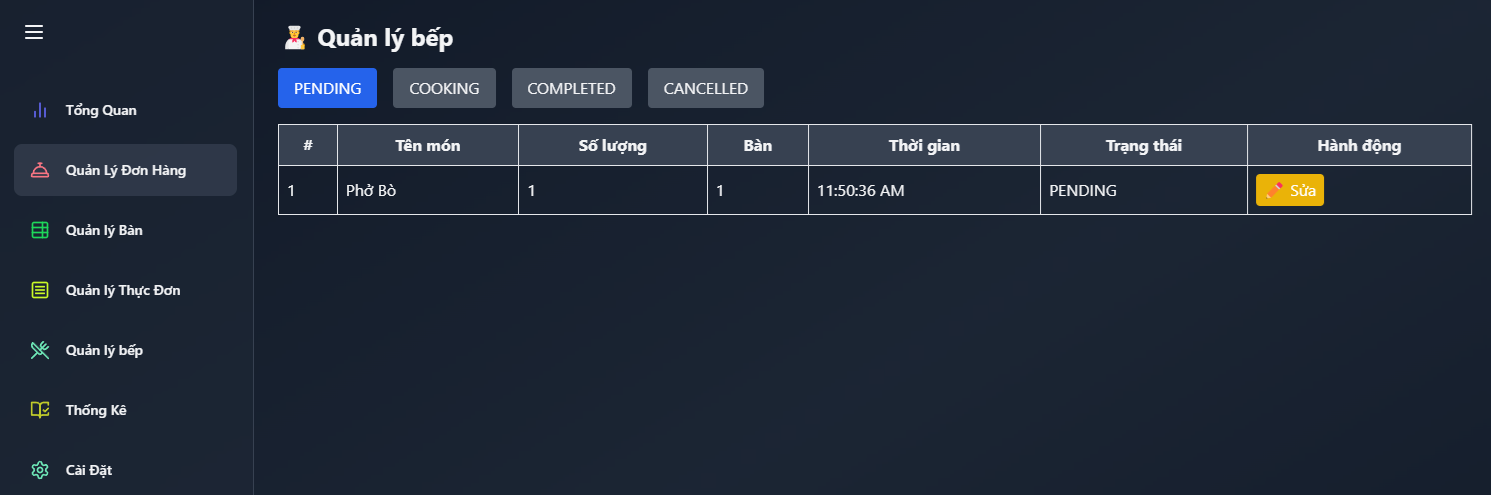 Quản lý bếp
PENDING COOKING COMPLETED CANCELLED
# Tên món Số lượng Bàn Thời gian Trạng thái Hành động
1 Phở Bò 1 1 11:50:36 AM PENDING Sửa
Tổng Quan
Quản Lý Đơn Hàng
Quản lý Bàn
Quản lý Thực Đơn
Quản lý bếp
Thống Kê
Cài Đặt